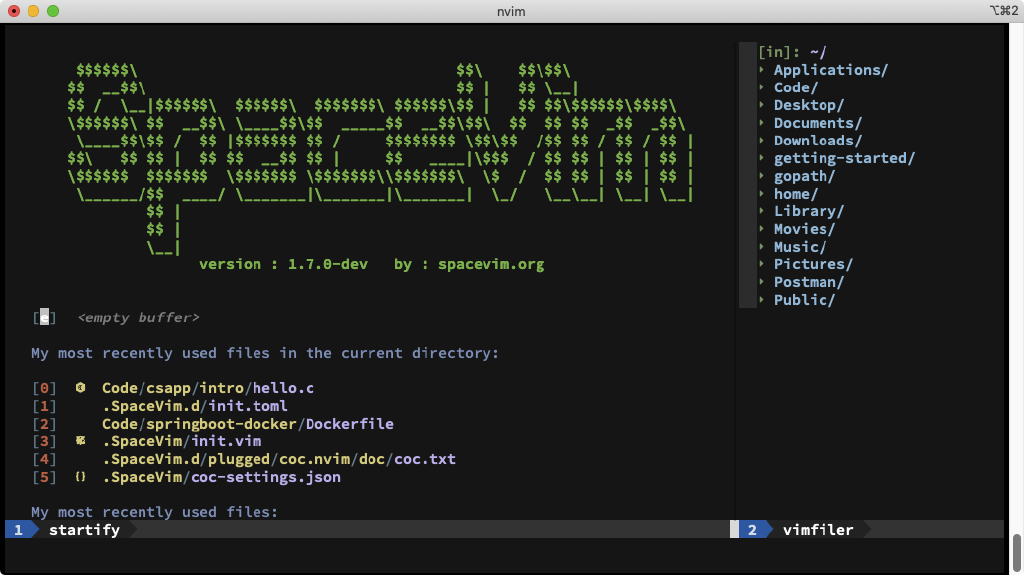 nvim
⌥⌘2
 $$$$$$\                                    $$\    $$\$$\
$$  __$$\                                   $$ |   $$ \__|
$$ /  \__|$$$$$$\  $$$$$$\  $$$$$$$\ $$$$$$\$$ |   $$ $$\$$$$$$\$$$$\
\$$$$$$\ $$  __$$\ \____$$\$$  _____$$  __$$\$$\  $$  $$ $$  _$$  _$$\
 \____$$\$$ /  $$ |$$$$$$$ $$ /     $$$$$$$$ \$$\$$  /$$ $$ / $$ / $$ |
$$\   $$ $$ |  $$ $$  __$$ $$ |     $$   ____|\$$$  / $$ $$ | $$ | $$ |
\$$$$$$  $$$$$$$  \$$$$$$$ \$$$$$$$\\$$$$$$$\  \$  /  $$ $$ | $$ | $$ |
 \______/$$  ____/ \_______|\_______|\_______|  \_/   \__\__| \__| \__|
         $$ |
         $$ |
         \__|
version : 1.7.0-dev   by : spacevim.org
[e]  <empty buffer>
My most recently used files in the current directory:
[0]  Code/csapp/intro/hello.c
[1]  .SpaceVim.d/init.toml
[2]  Code/springboot-docker/Dockerfile
[3]  .SpaceVim/init.vim
[4]  .SpaceVim.d/plugged/coc.nvim/doc/coc.txt
[5]  {} .SpaceVim/coc-settings.json
My most recently used files:
1 startify
[in]: ~/
Applications/
Code/
Desktop/
Documents/
Downloads/
getting-started/
gopath/
home/
Library/
Movies/
Music/
Pictures/
Postman/
Public/
2 vimfiler